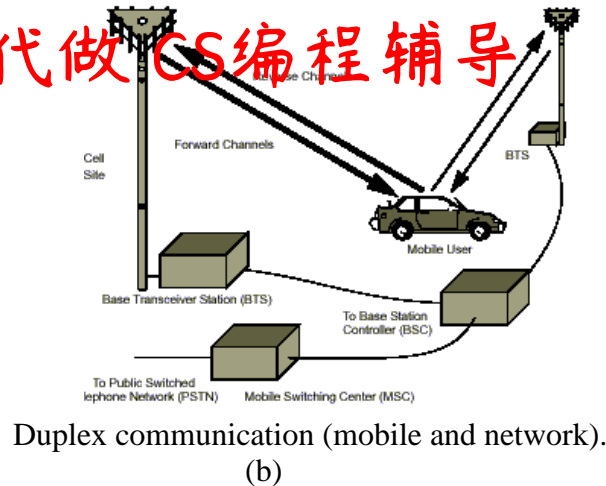 代做 CS编程辅导
Reverse Channels
Forward Channels
Cell
Site
BTS
Mobile User
Base Transceiver Station (BTS)
To Base Station
Controller (BSC)
To Public Switched
lephone Network (PSTN)
Mobile Switching Center (MSC)
Duplex communication (mobile and network).
(b)